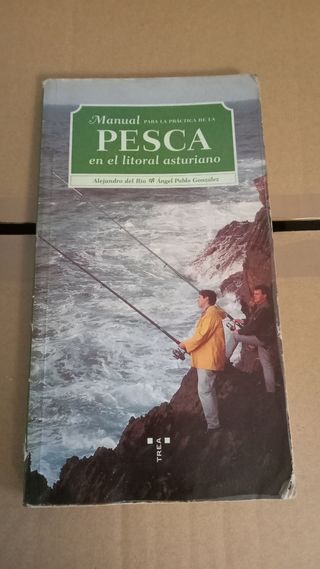 Manual PARA LA PRÁCTICA DE LA
PESCA
en el litoral asturiano
Alejandro del Río Ángel Pablo González
TREA